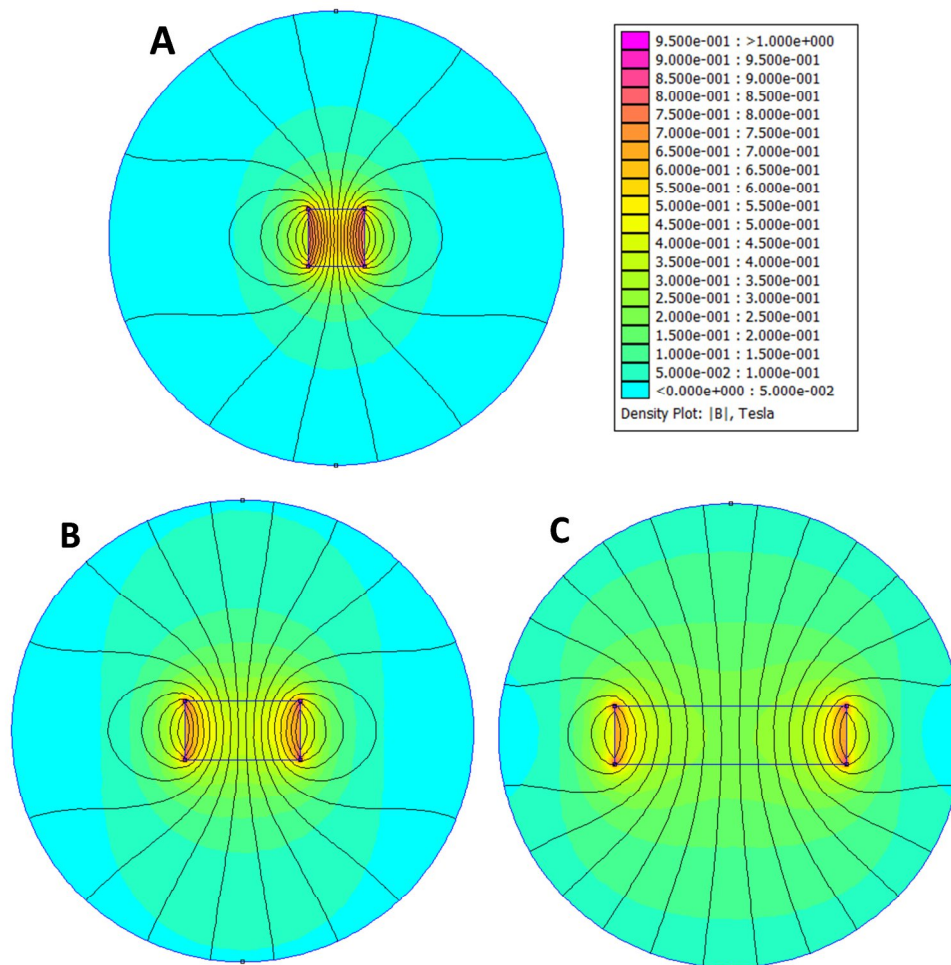 A
9.500e-001 : >1.000e+000
9.000e-001 : 9.500e-001
8.500e-001 : 9.000e-001
8.000e-001 : 8.500e-001
7.500e-001 : 8.000e-001
7.000e-001 : 7.500e-001
6.500e-001 : 7.000e-001
6.000e-001 : 6.500e-001
5.500e-001 : 6.000e-001
5.000e-001 : 5.500e-001
4.500e-001 : 5.000e-001
4.000e-001 : 4.500e-001
3.500e-001 : 4.000e-001
3.000e-001 : 3.500e-001
2.500e-001 : 3.000e-001
2.000e-001 : 2.500e-001
1.500e-001 : 2.000e-001
1.000e-001 : 1.500e-001
5.000e-002 : 1.000e-001
<0.000e+000 : 5.000e-002
Density Plot: |B|, Tesla
B
C